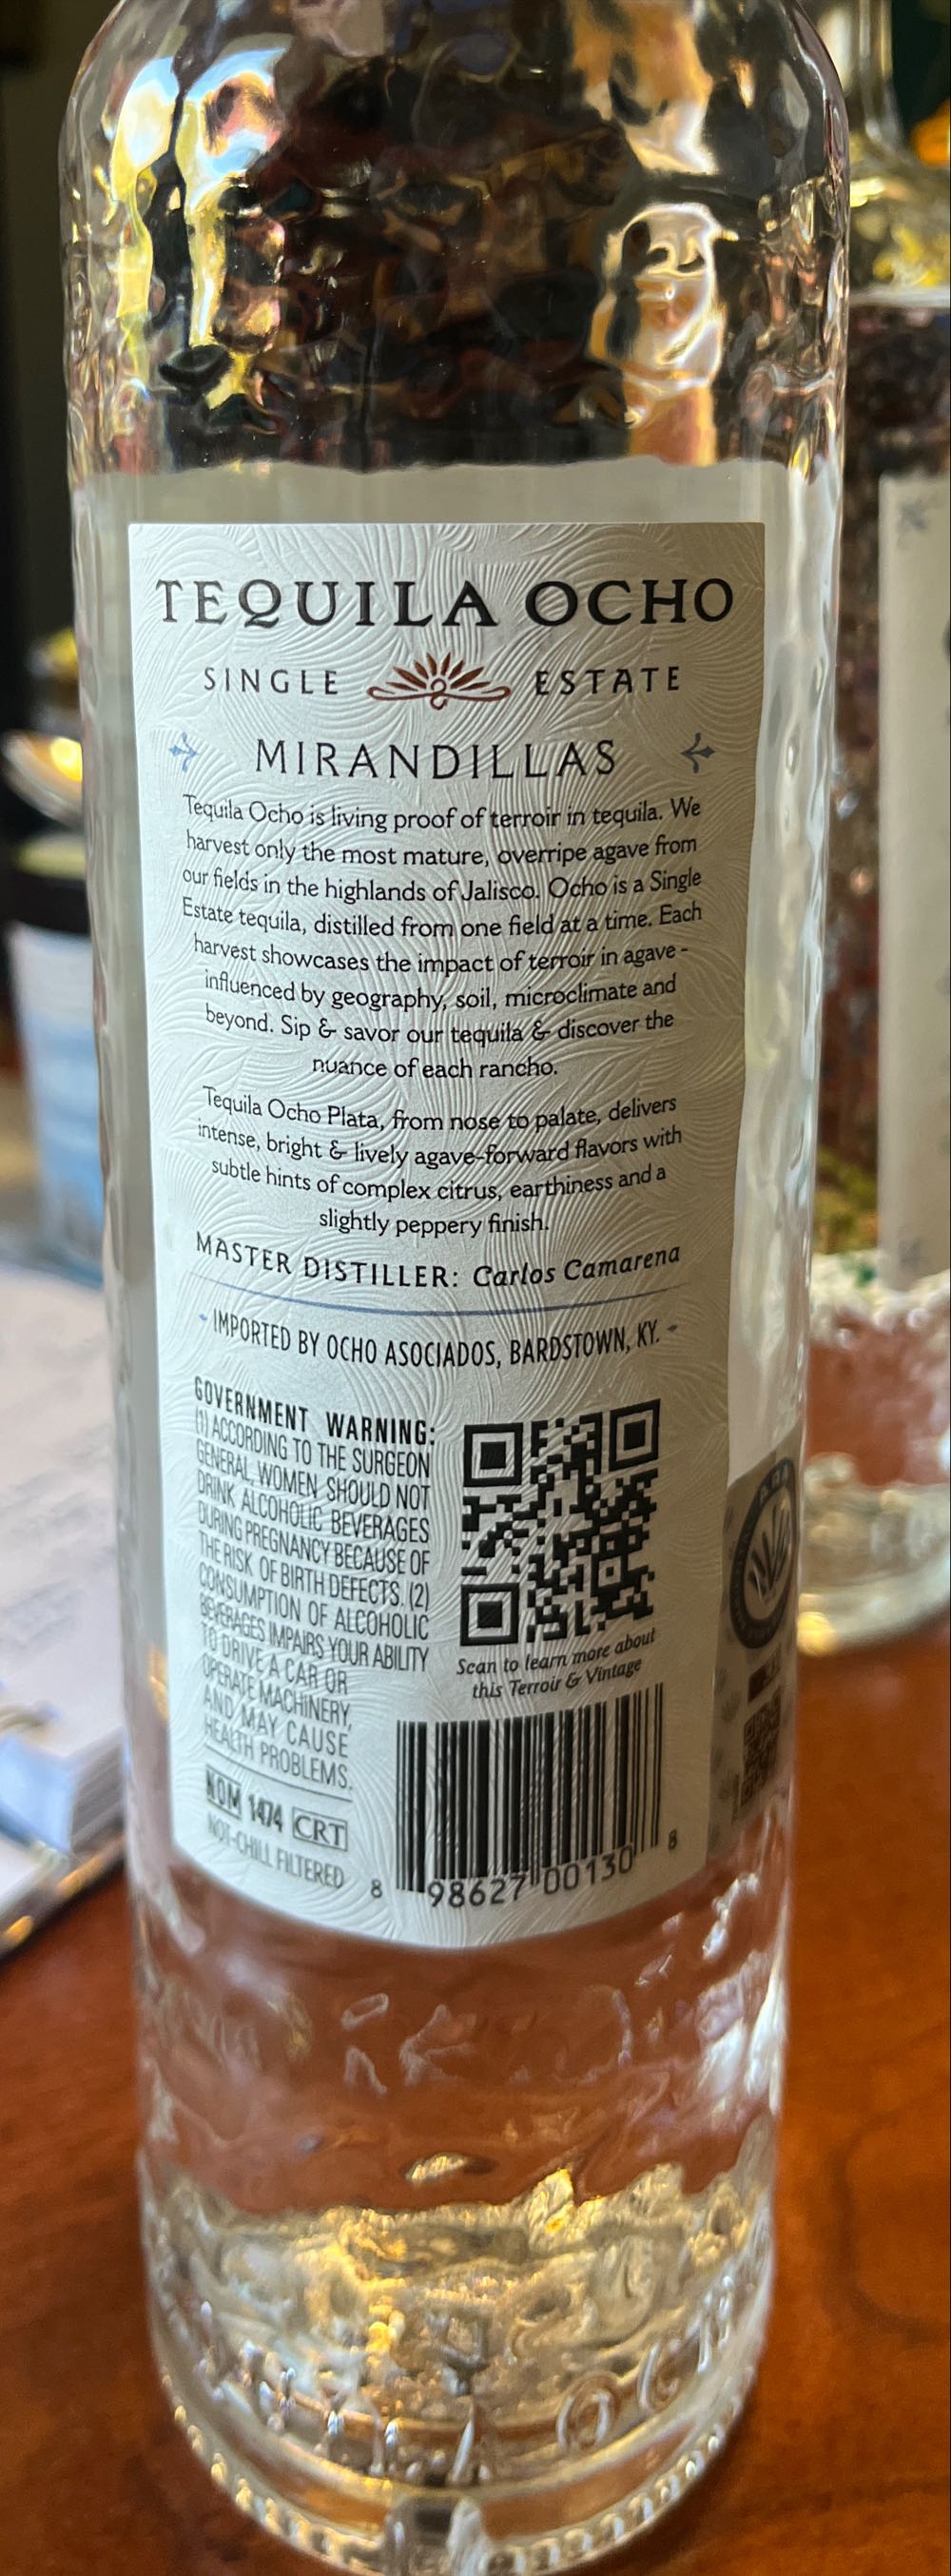 TEQUILA OCHO
SINGLE ESTATE
MIRANDILLAS
Tequila Ocho is living proof of terroir in tequila. We
harvest only the most mature, overripe agave from
our fields in the highlands of Jalisco. Ocho is a Single
Estate tequila, distilled from one field at a time. Each
harvest showcases the impact of terroir in agave -
influenced by geography, soil, microclimate and
beyond. Sip & savor our tequila & discover the
nuance of each rancho.
Tequila Ocho Plata, from nose to palate, delivers
intense, bright & lively agave-forward flavors with
subtle hints of complex citrus, earthiness and a
slightly peppery finish.
MASTER DISTILLER: Carlos Camarena
- IMPORTED BY OCHO ASOCIADOS, BARDSTOWN, KY. -
GOVERNMENT WARNING:
(1) ACCORDING TO THE SURGEON
GENERAL, WOMEN SHOULD NOT
DRINK ALCOHOLIC BEVERAGES
DURING PREGNANCY BECAUSE OF
THE RISK OF BIRTH DEFECTS. (2)
CONSUMPTION OF ALCOHOLIC
BEVERAGES IMPAIRS YOUR ABILITY
TO DRIVE A CAR OR
OPERATE MACHINERY,
AND MAY CAUSE
HEALTH PROBLEMS.
Scan to learn more about
this Terroir & Vintage
NOM 1474 CRT
NOT-CHILL FILTERED
8 98627 00130 8
OCHO